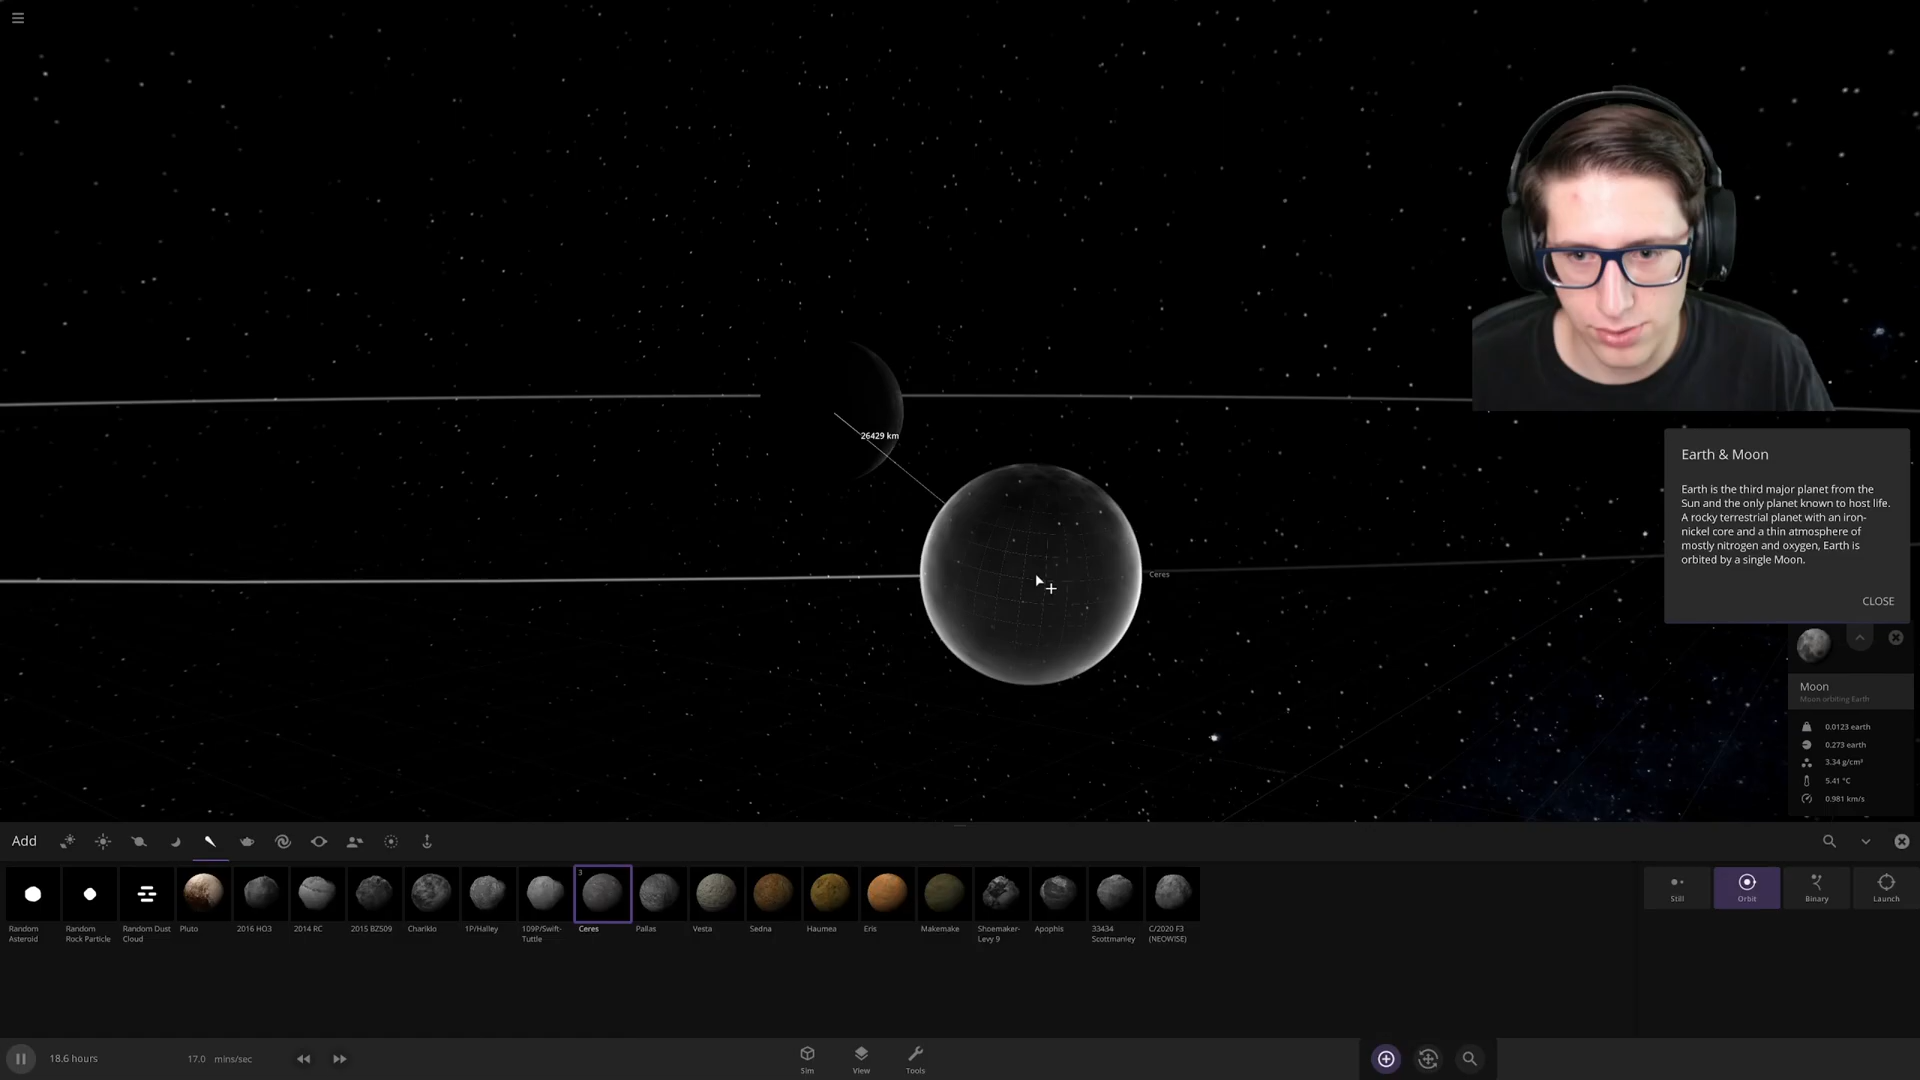 26429 km
Ceres
Earth & Moon
Earth is the third major planet from the
Sun and the only planet known to host life.
A rocky terrestrial planet with an iron-
nickel core and a thin atmosphere of
mostly nitrogen and oxygen, Earth is
orbited by a single Moon.
CLOSE
Moon
Moon orbiting Earth
0.0123 earth
0.273 earth
3.34 g/cm³
5.41 °C
0.981 km/s
Add
3
Random
Asteroid
Random
Rock Particle
Random Dust
Cloud
Pluto
2016 HO3
2014 RC
2015 BZ509
Chariklo
1P/Halley
109P/Swift-
Tuttle
Ceres
Pallas
Vesta
Sedna
Haumea
Eris
Makemake
Shoemaker-
Levy 9
Apophis
33434
Scottmanley
C/2020 F3
(NEOWISE)
Still
Orbit
Binary
Launch
18.6 hours
17.0 mins/sec
Sim
View
Tools